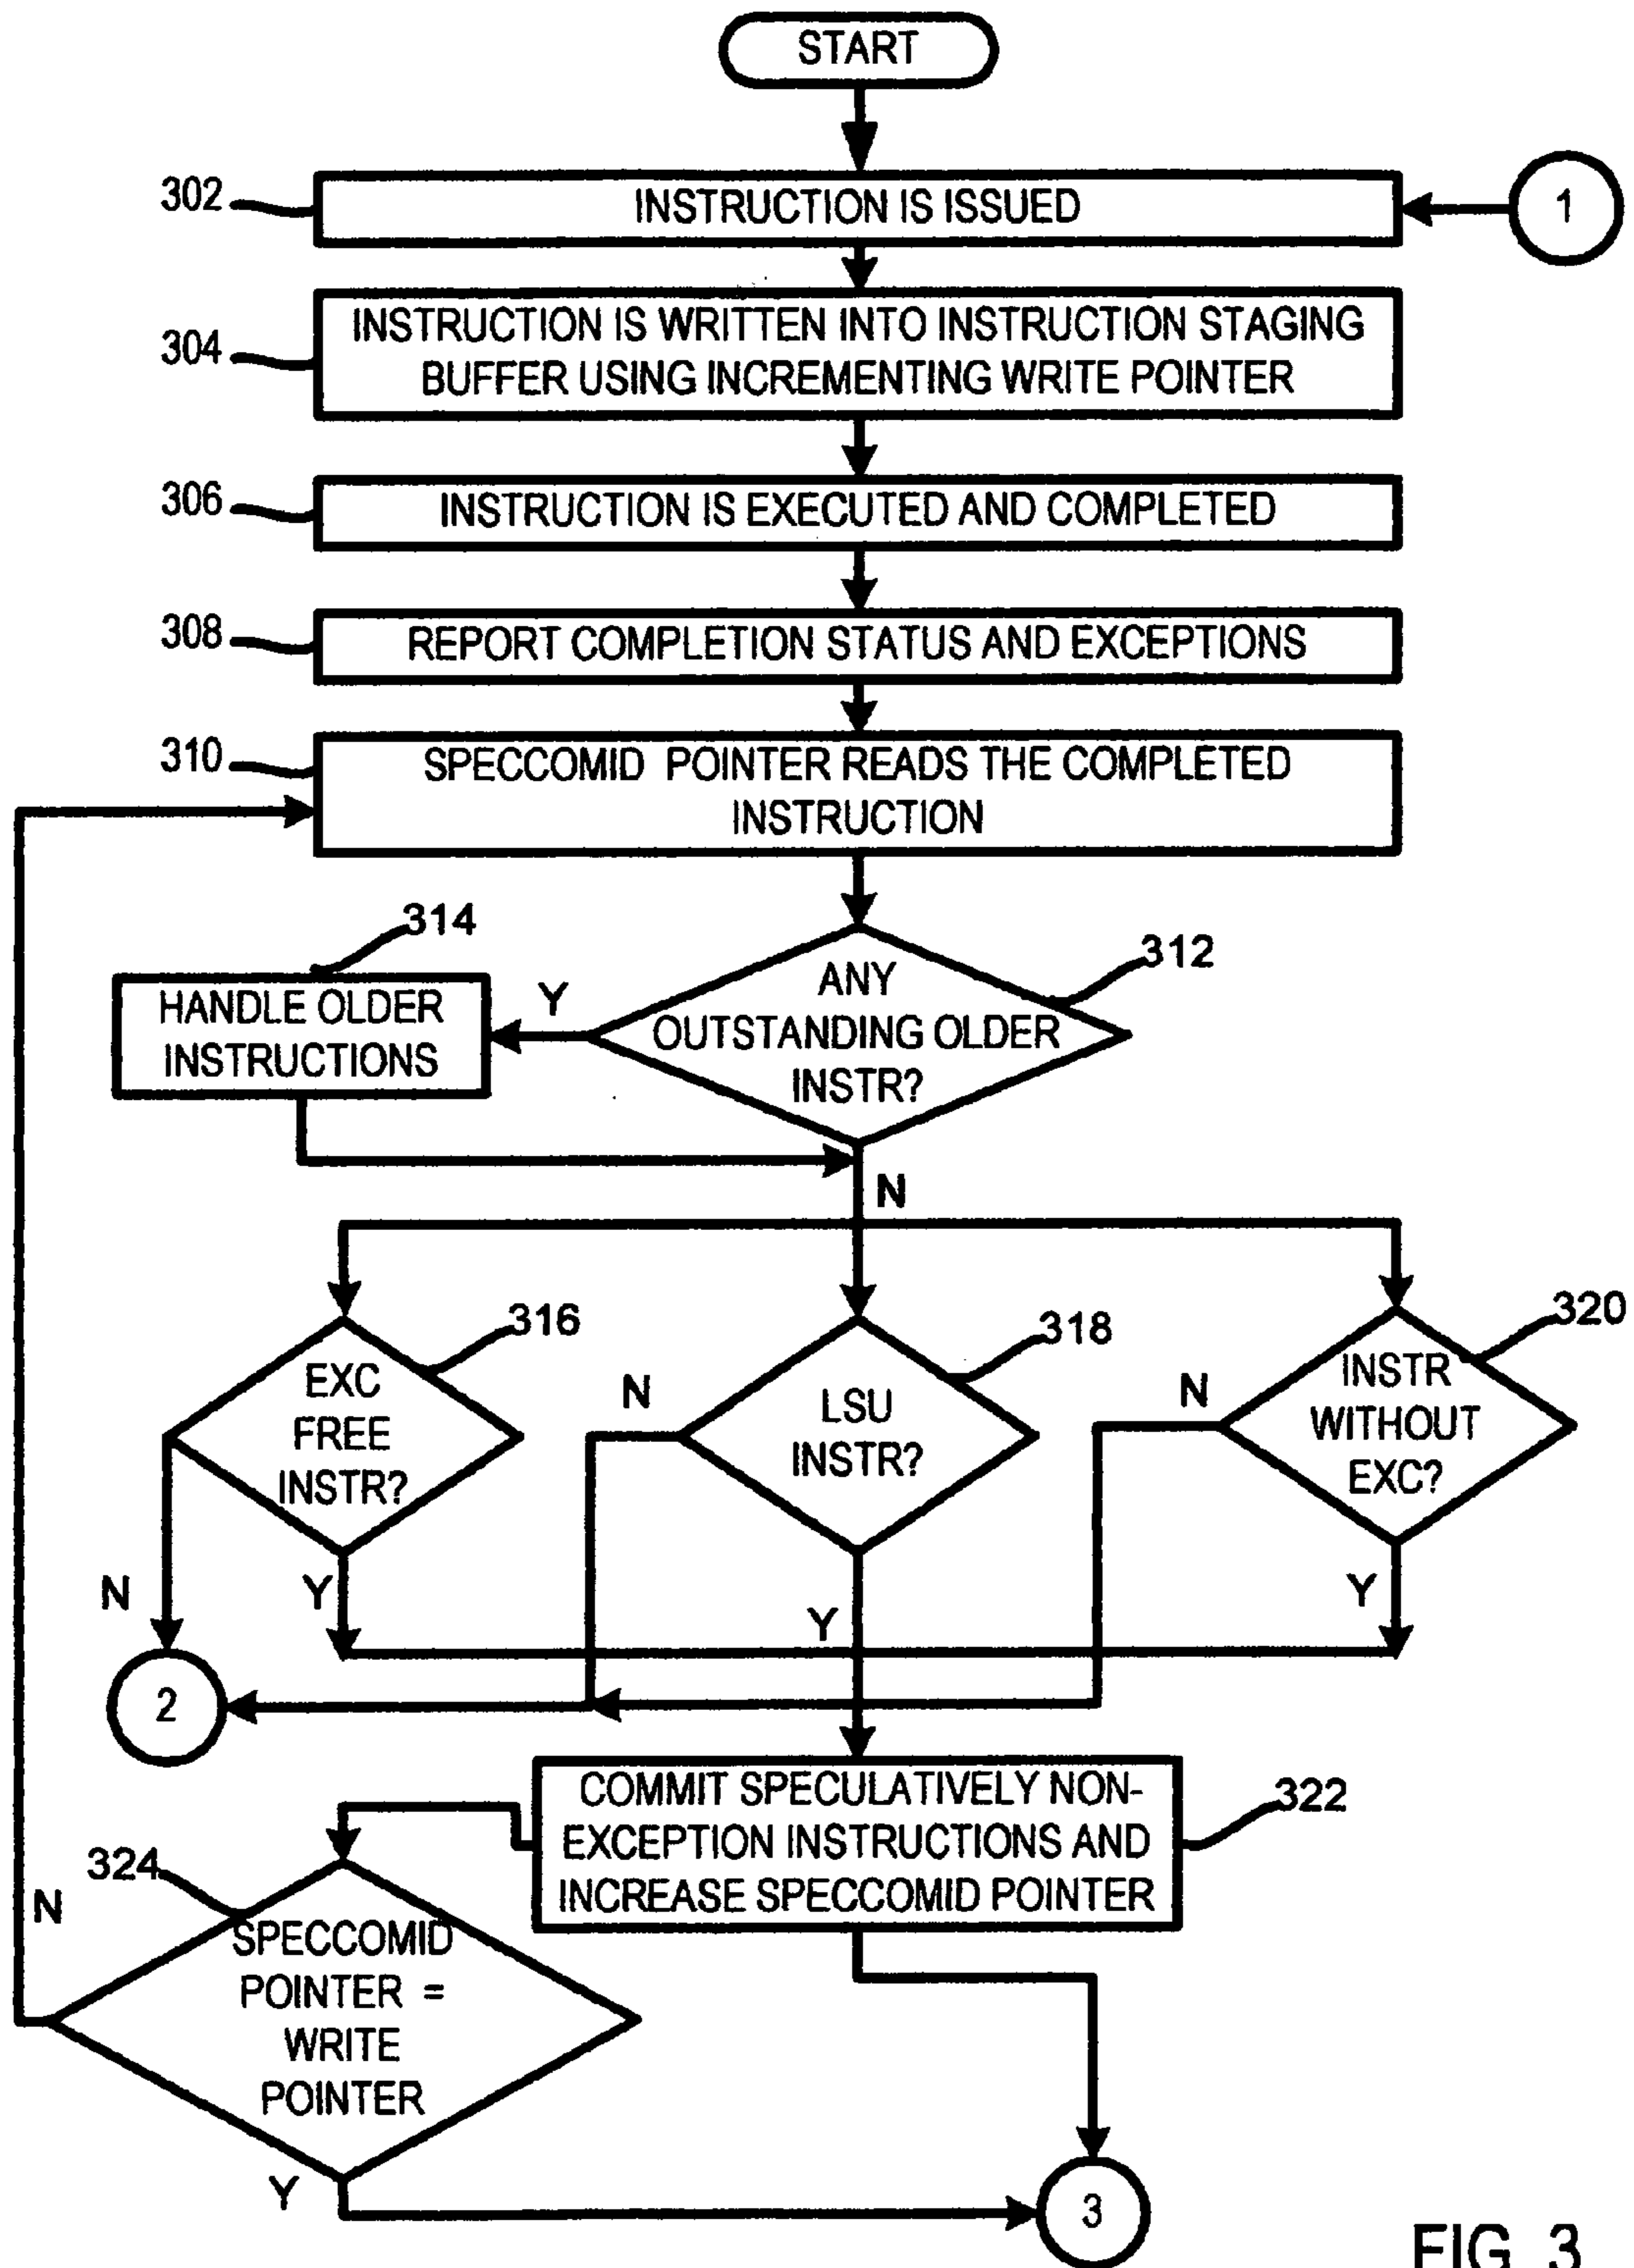 START
302
INSTRUCTION IS ISSUED
1
304
INSTRUCTION IS WRITTEN INTO INSTRUCTION STAGING
BUFFER USING INCREMENTING WRITE POINTER
306
INSTRUCTION IS EXECUTED AND COMPLETED
308
REPORT COMPLETION STATUS AND EXCEPTIONS
310
SPECCOMID POINTER READS THE COMPLETED
INSTRUCTION
314
312
HANDLE OLDER
INSTRUCTIONS
Y
ANY
OUTSTANDING OLDER
INSTR?
N
316
318
320
EXC
FREE
INSTR?
N
LSU
INSTR?
N
INSTR
WITHOUT
EXC?
N
Y
Y
Y
2
COMMIT SPECULATIVELY NON-
EXCEPTION INSTRUCTIONS AND
INCREASE SPECCOMID POINTER
322
324
N
SPECCOMID
POINTER =
WRITE
POINTER
Y
3
FIG. 3